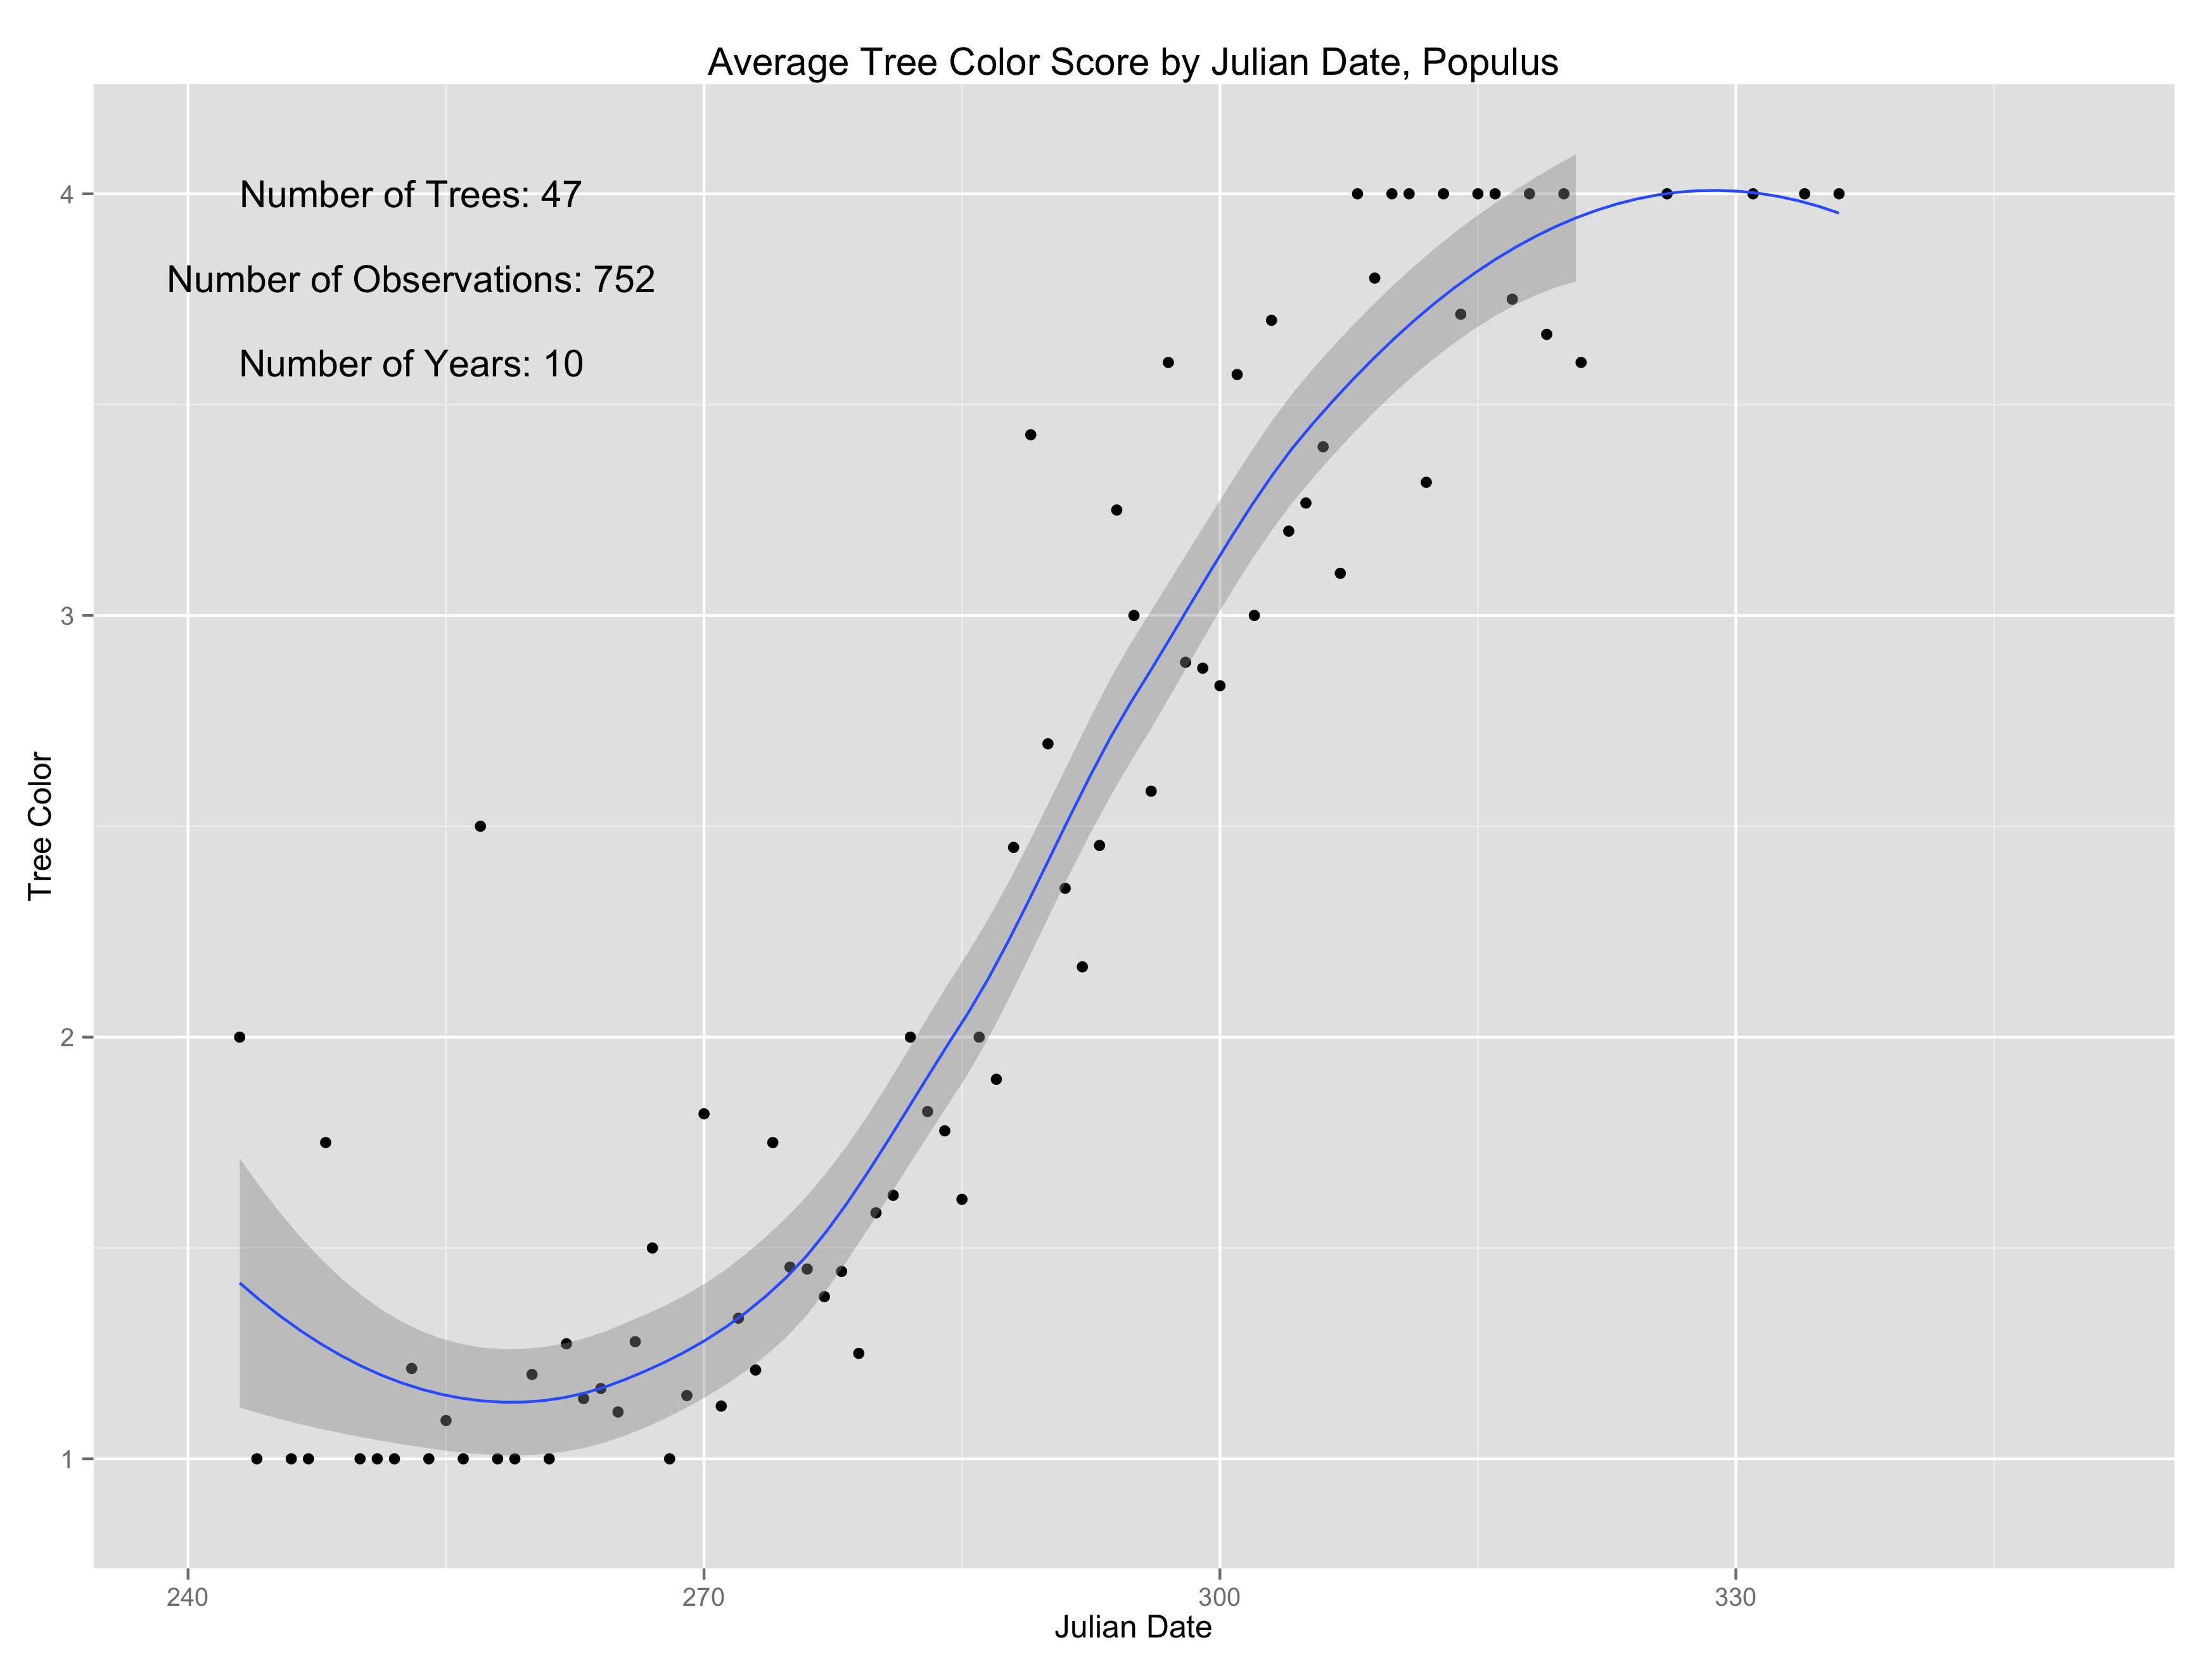 Average Tree Color Score by Julian Date, Populus
Number of Trees: 47
Number of Observations: 752
Number of Years: 10
4
3
2
1
Tree Color
240
270
300
330
Julian Date